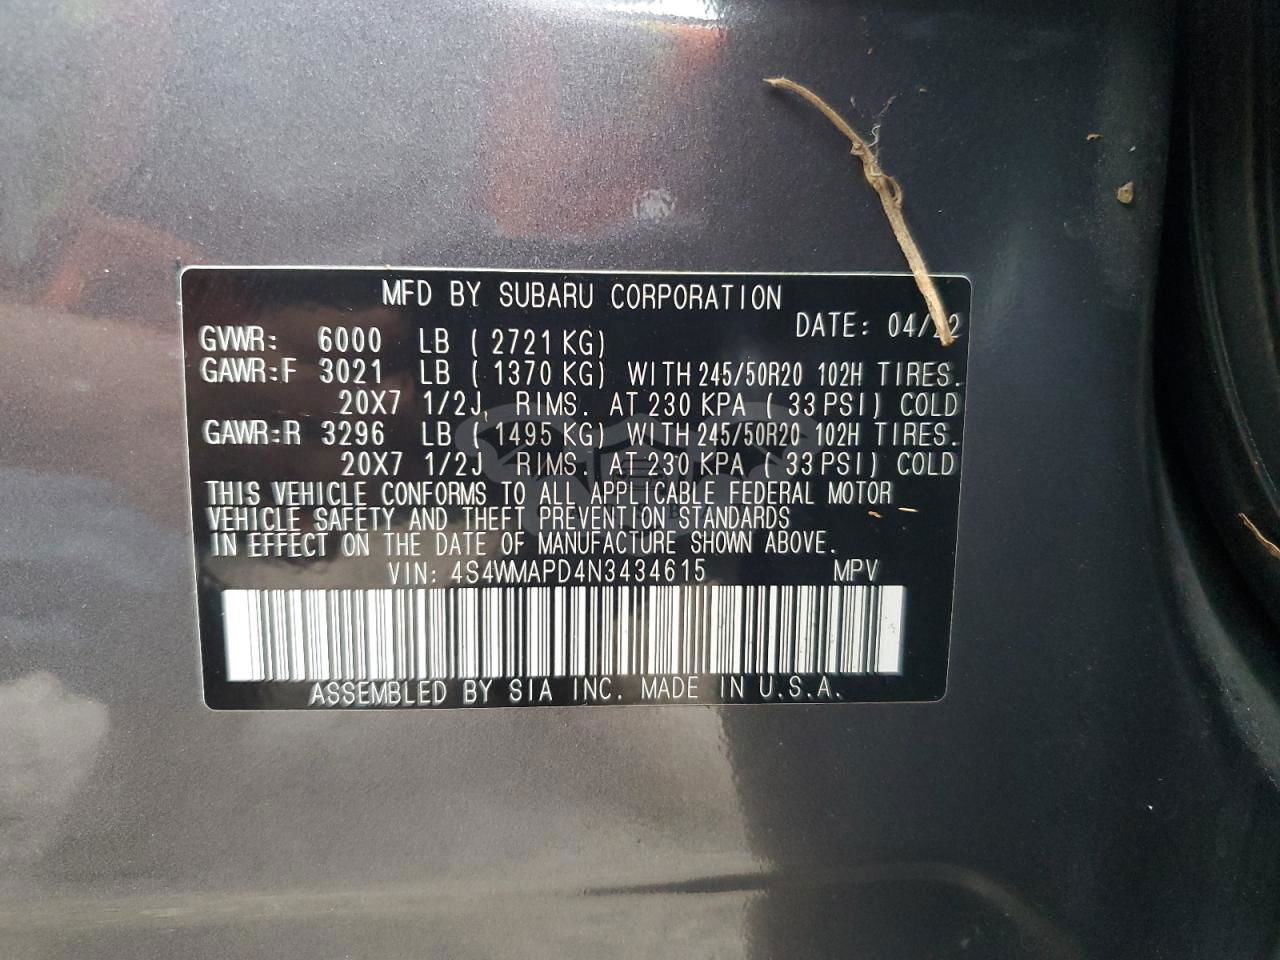 MFD BY SUBARU CORPORATION
DATE: 04/22
GVWR: 6000 LB ( 2721 KG)
GAWR:F 3021 LB ( 1370 KG) WITH 245/50R20 102H TIRES.
20X7 1/2J, RIMS. AT 230 KPA ( 33 PSI) COLD
GAWR:R 3296 LB ( 1495 KG) WITH 245/50R20 102H TIRES.
20X7 1/2J RIMS. AT 230 KPA ( 33 PSI) COLD
THIS VEHICLE CONFORMS TO ALL APPLICABLE FEDERAL MOTOR
VEHICLE SAFETY AND THEFT PREVENTION STANDARDS
IN EFFECT ON THE DATE OF MANUFACTURE SHOWN ABOVE.
VIN: 4S4WMAPD4N3434615 MPV
ASSEMBLED BY SIA INC. MADE IN U.S.A.